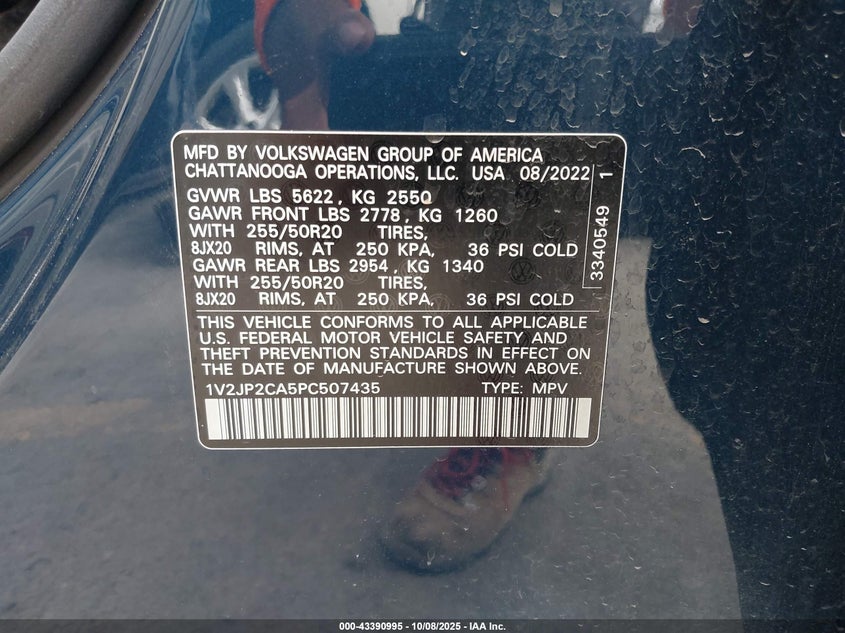 MFD BY VOLKSWAGEN GROUP OF AMERICA
CHATTANOOGA OPERATIONS, LLC. USA 08/2022
GVWR LBS 5622, KG 2550
GAWR FRONT LBS 2778, KG 1260
WITH 255/50R20 TIRES,
8JX20 RIMS, AT 250 KPA, 36 PSI COLD
GAWR REAR LBS 2954, KG 1340
WITH 255/50R20 TIRES,
8JX20 RIMS, AT 250 KPA, 36 PSI COLD
THIS VEHICLE CONFORMS TO ALL APPLICABLE
U.S. FEDERAL MOTOR VEHICLE SAFETY AND
THEFT PREVENTION STANDARDS IN EFFECT ON
THE DATE OF MANUFACTURE SHOWN ABOVE.
1V2JP2CA5PC507435 TYPE: MPV
3340549 1
000-43390995 - 10/08/2025 - IAA Inc.